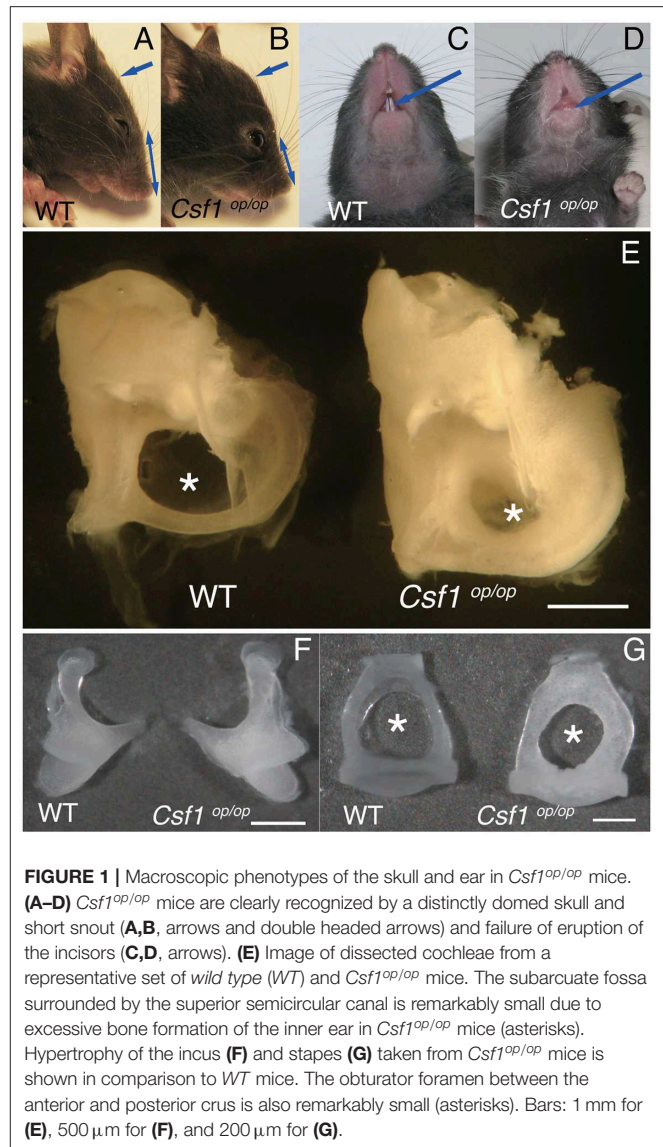 A
B
C
D
WT
Csf1 op/op
WT
Csf1 op/op
E
*
*
WT
Csf1 op/op
F
G
*
*
WT
Csf1 op/op
WT
Csf1 op/op
FIGURE 1 | Macroscopic phenotypes of the skull and ear in Csf1op/op mice.
(A–D) Csf1op/op mice are clearly recognized by a distinctly domed skull and
short snout (A,B, arrows and double headed arrows) and failure of eruption of
the incisors (C,D, arrows). (E) Image of dissected cochleae from a
representative set of wild type (WT) and Csf1op/op mice. The subarcuate fossa
surrounded by the superior semicircular canal is remarkably small due to
excessive bone formation of the inner ear in Csf1op/op mice (asterisks).
Hypertrophy of the incus (F) and stapes (G) taken from Csf1op/op mice is
shown in comparison to WT mice. The obturator foramen between the
anterior and posterior crus is also remarkably small (asterisks). Bars: 1 mm for
(E), 500 μm for (F), and 200 μm for (G).